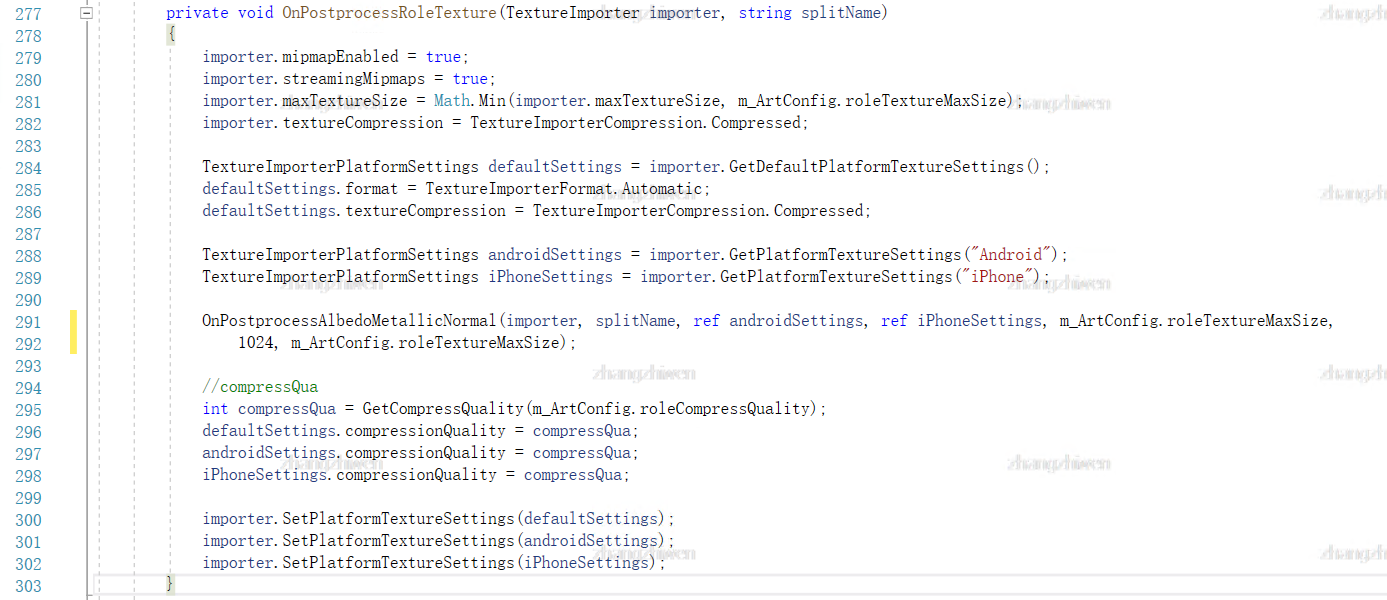 277 private void OnPostprocessRoleTexture(TextureImporter importer, string splitName)
278 {
279 importer.mipmapEnabled = true;
280 importer.streamingMipmaps = true;
281 importer.maxTextureSize = Math.Min(importer.maxTextureSize, m_ArtConfig.roleTextureMaxSize);
282 importer.textureCompression = TextureImporterCompression.Compressed;
283
284 TextureImporterPlatformSettings defaultSettings = importer.GetDefaultPlatformTextureSettings();
285 defaultSettings.format = TextureImporterFormat.Automatic;
286 defaultSettings.textureCompression = TextureImporterCompression.Compressed;
287
288 TextureImporterPlatformSettings androidSettings = importer.GetPlatformTextureSettings("Android");
289 TextureImporterPlatformSettings iPhoneSettings = importer.GetPlatformTextureSettings("iPhone");
290
291 OnPostprocessAlbedoMetallicNormal(importer, splitName, ref androidSettings, ref iPhoneSettings, m_ArtConfig.roleTextureMaxSize,
292 1024, m_ArtConfig.roleTextureMaxSize);
293
294 //compressQua
295 int compressQua = GetCompressQuality(m_ArtConfig.roleCompressQuality);
296 defaultSettings.compressionQuality = compressQua;
297 androidSettings.compressionQuality = compressQua;
298 iPhoneSettings.compressionQuality = compressQua;
299
300 importer.SetPlatformTextureSettings(defaultSettings);
301 importer.SetPlatformTextureSettings(androidSettings);
302 importer.SetPlatformTextureSettings(iPhoneSettings);
303 }